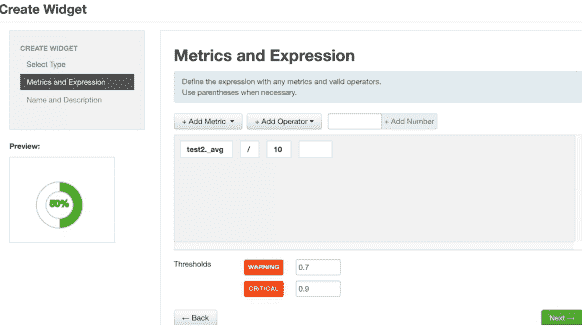 Create Widget
CREATE WIDGET
Select Type
Metrics and Expression
Name and Description
Preview:
80%
Metrics and Expression
Define the expression with any metrics and valid operators.
Use parentheses when necessary.
+ Add Metric + Add Operator + Add Number
test2._avg / 10
Thresholds WARNING 0.7
CRITICAL 0.9
← Back Next →